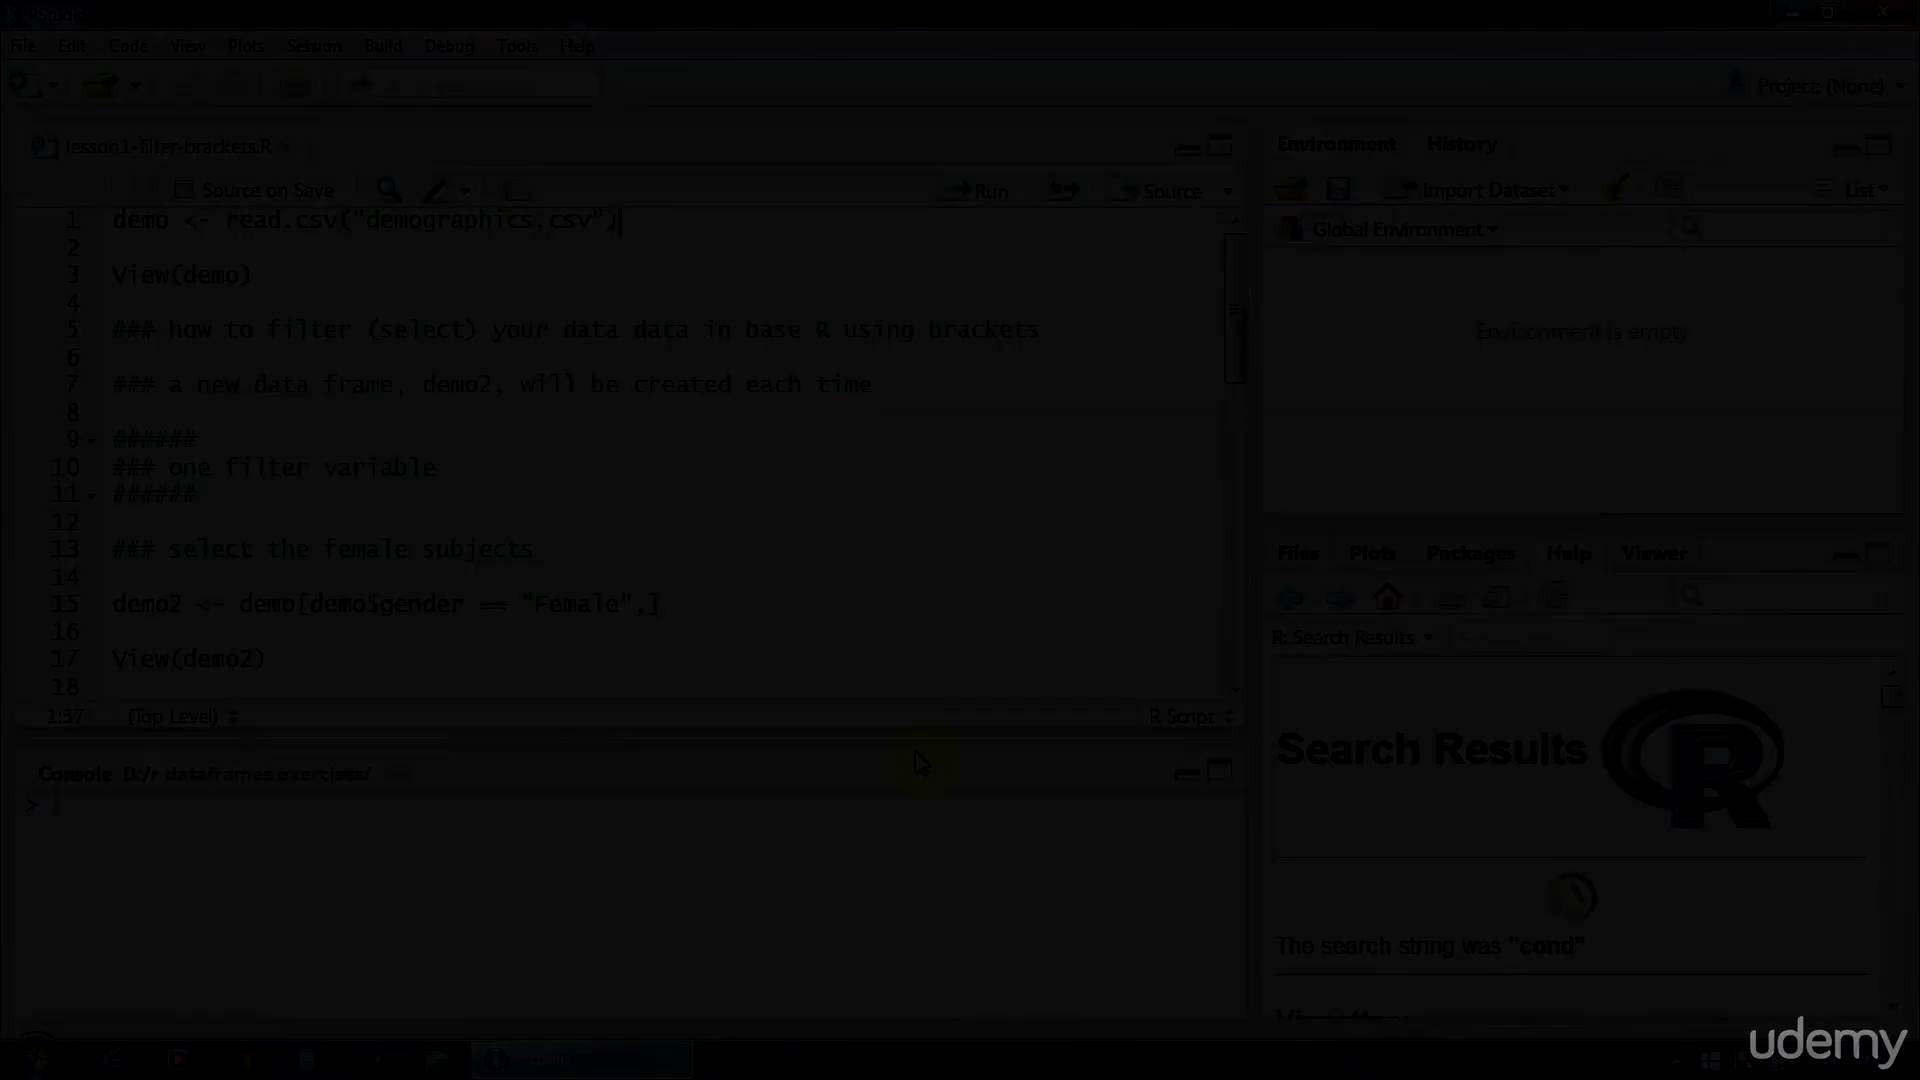 RStudio
File Edit Code View Plots Session Build Debug Tools Help
Project: (None)
lesson1-filter-brackets.R
Source on Save
Run
Source
1 demo <- read.csv("demographics.csv")
2
3 View(demo)
4
5 ### how to filter (select) your data data in base R using brackets
6
7 ### a new data frame, demo2, will be created each time
8
9 ######
10 ### one filter variable
11 ######
12
13 ### select the female subjects
14
15 demo2 <- demo[demo$gender == "Female",]
16
17 View(demo2)
18
1:37 (Top Level) R Script
Console D:/r dataframes exercises/
>
Environment History
Import Dataset List
Global Environment
Environment is empty
Files Plots Packages Help Viewer
R: Search Results
Search Results
R
The search string was "cond"
udemy